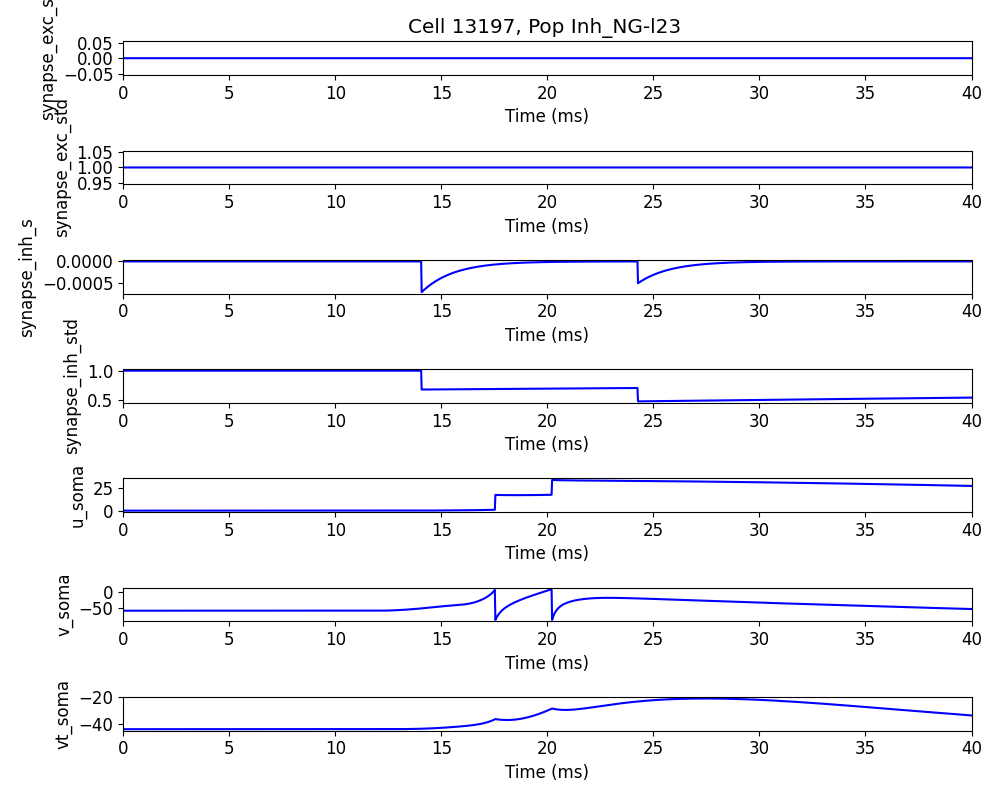 Cell 13197, Pop Inh_NG-l23
synapse_exc_s
0.05
0.00
−0.05
0 5 10 15 20 25 30 35 40
Time (ms)
synapse_exc_std
1.05
1.00
0.95
0 5 10 15 20 25 30 35 40
Time (ms)
synapse_inh_s
0.0000
−0.0005
0 5 10 15 20 25 30 35 40
Time (ms)
synapse_inh_std
1.0
0.5
0 5 10 15 20 25 30 35 40
Time (ms)
u_soma
25
0
0 5 10 15 20 25 30 35 40
Time (ms)
v_soma
0
−50
0 5 10 15 20 25 30 35 40
Time (ms)
vt_soma
−20
−40
0 5 10 15 20 25 30 35 40
Time (ms)